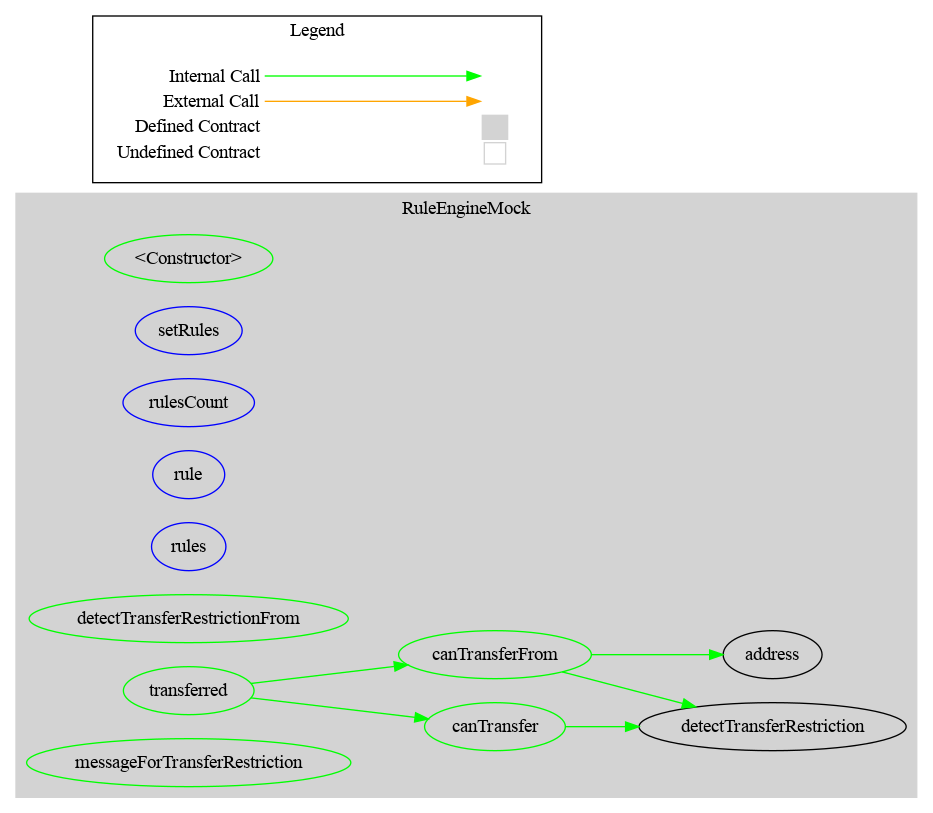 Legend
Internal Call
External Call
Defined Contract
Undefined Contract
RuleEngineMock
<Constructor>
setRules
rulesCount
rule
rules
detectTransferRestrictionFrom
canTransferFrom
address
transferred
canTransfer
detectTransferRestriction
messageForTransferRestriction